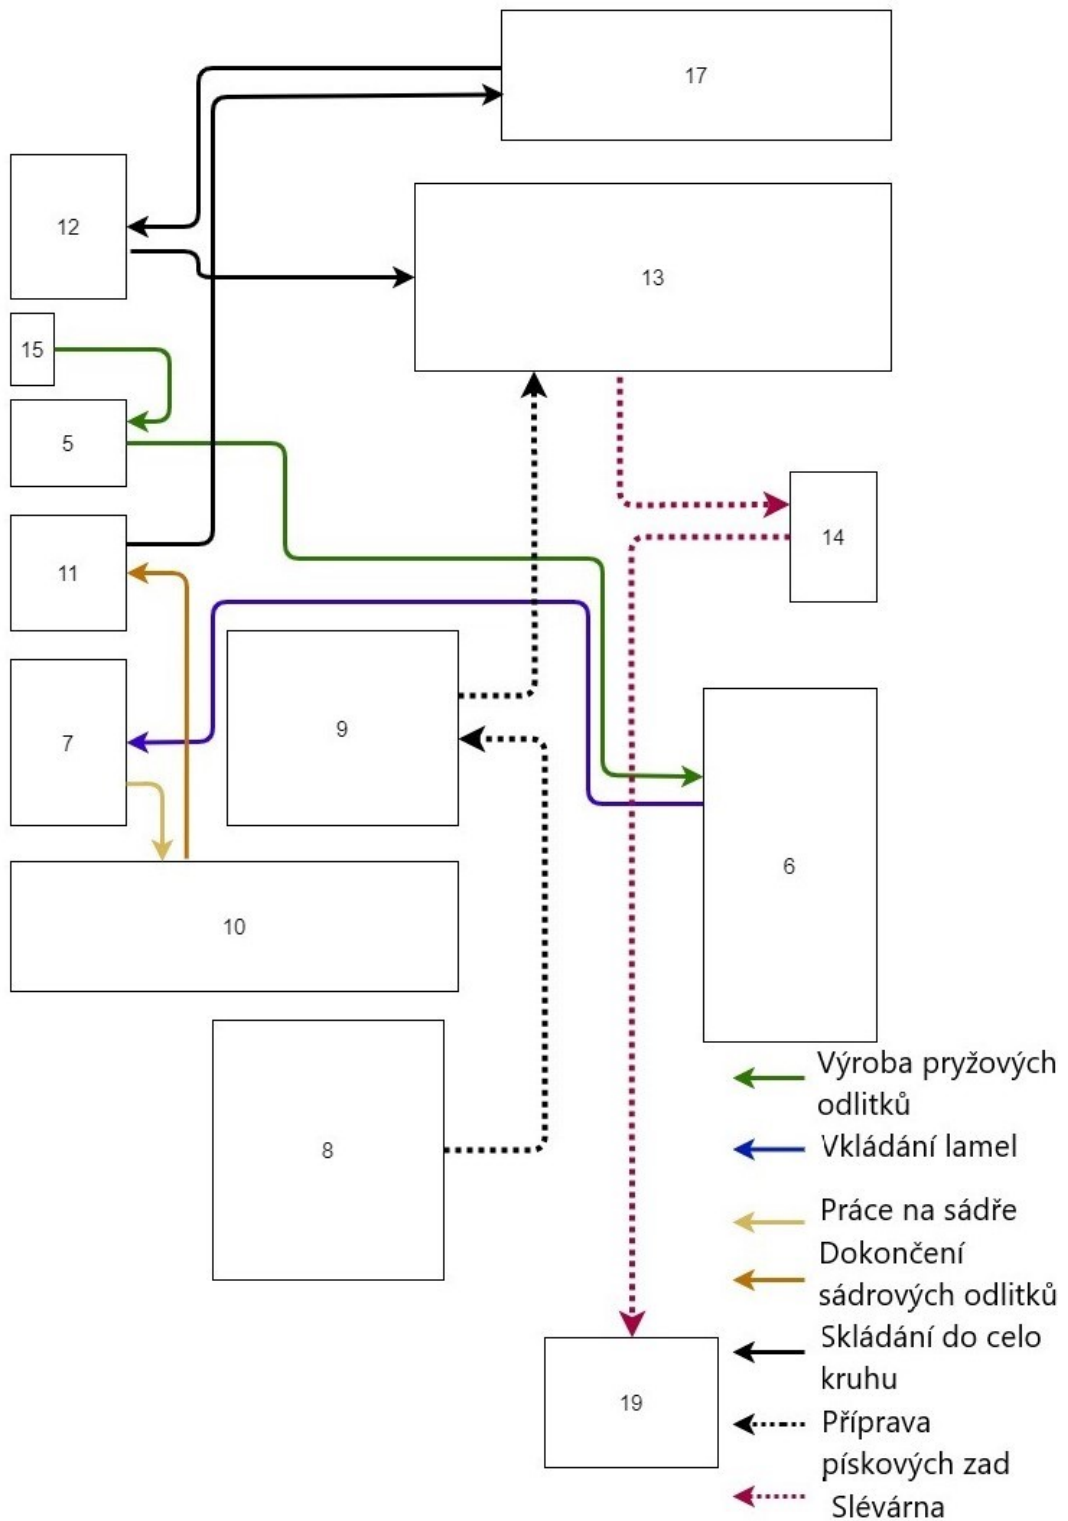 17
12
13
15
5
14
11
9
7
6
10
8
19
Výroba pryžových
odlitků
Vkládání lamel
Práce na sádře
Dokončení
sádrových odlitků
Skládání do celo
kruhu
Příprava
pískových zad
Slévárna